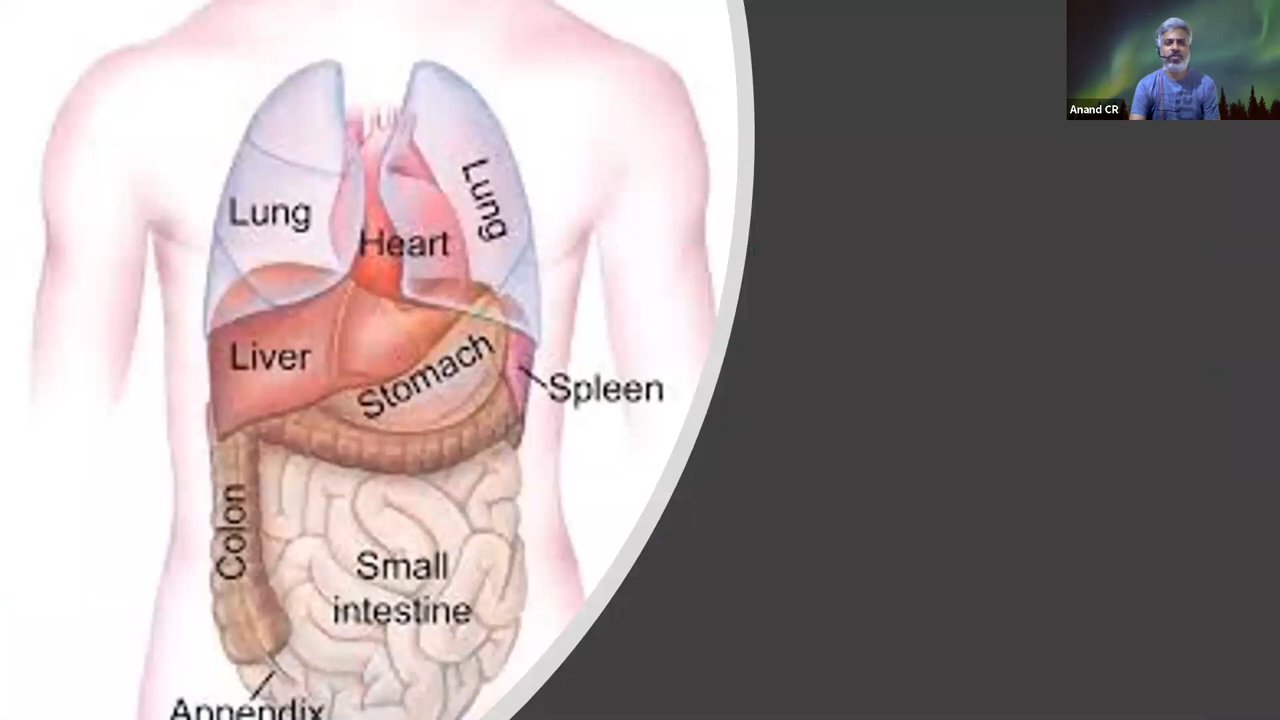 Anand CR
Lung
Lung
Heart
Liver
Stomach
Spleen
Colon
Small
intestine
Appendix